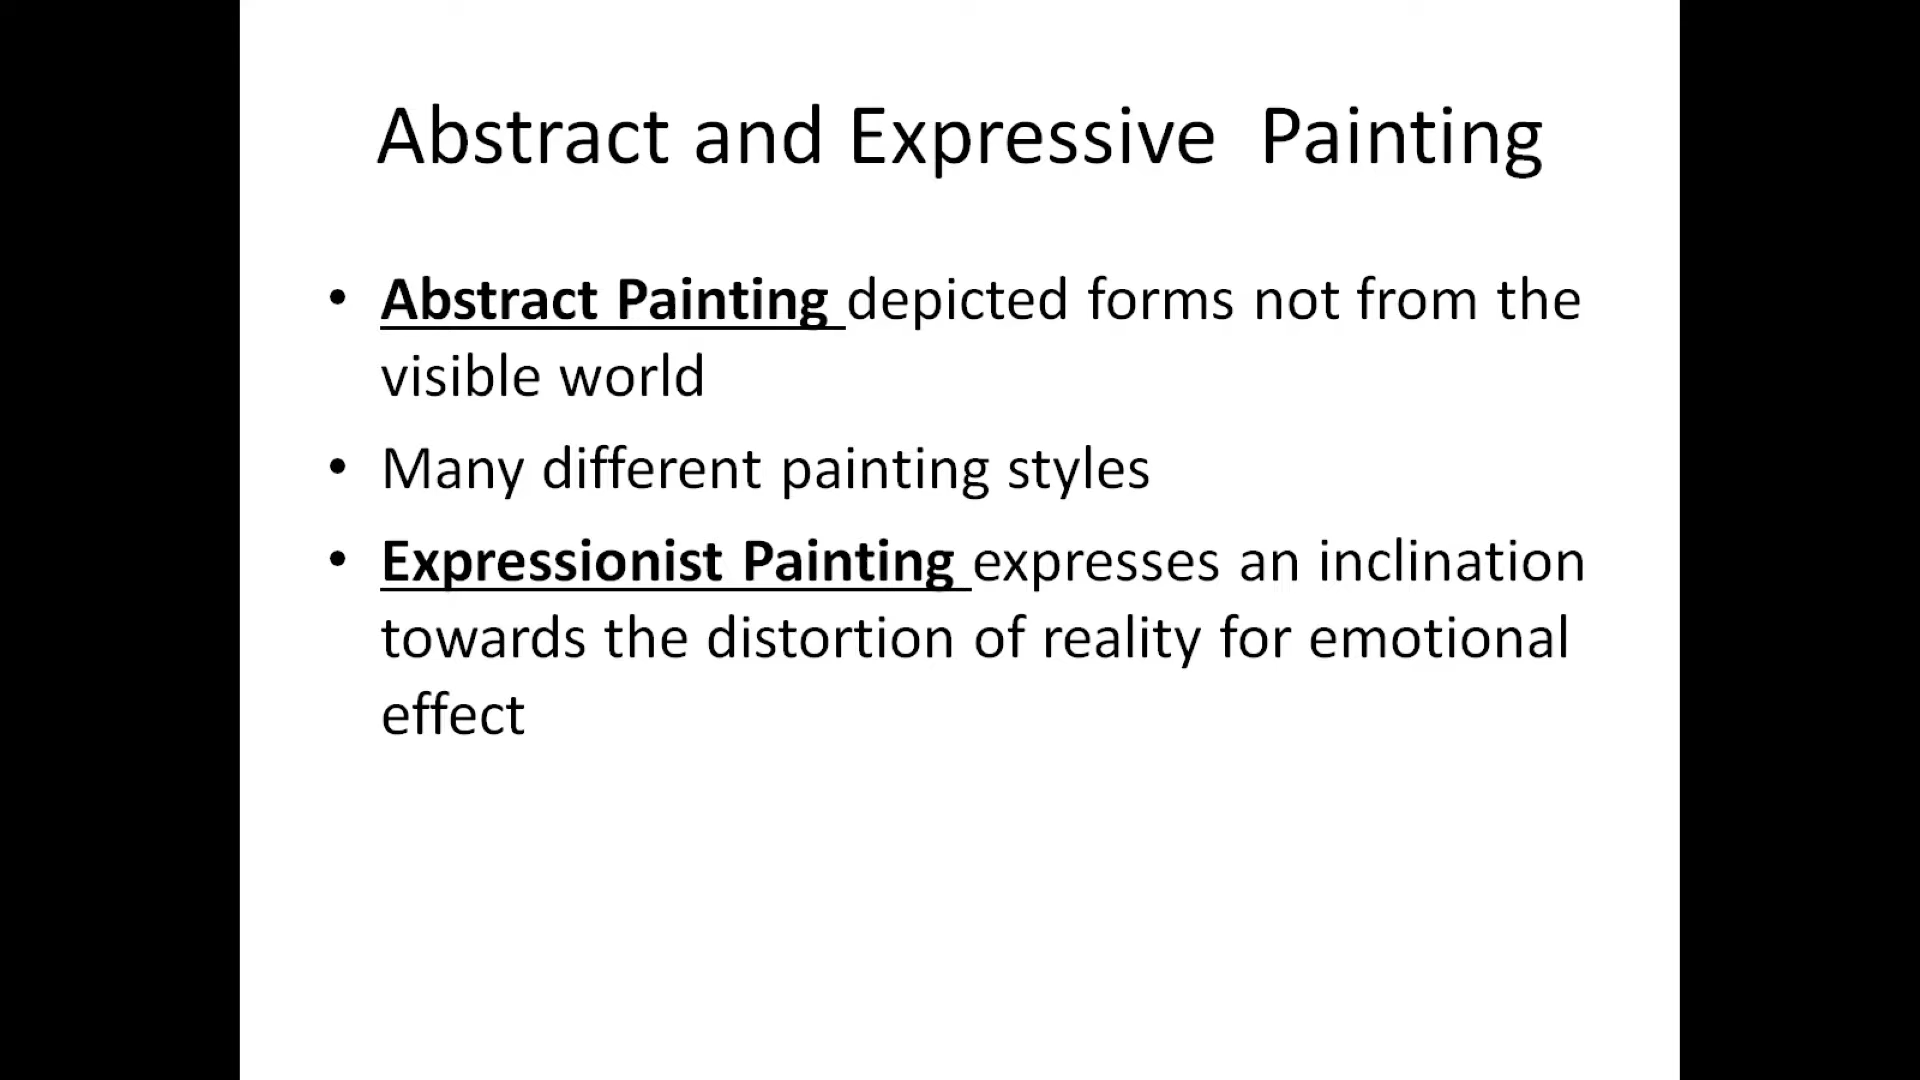 Abstract and Expressive  Painting
• Abstract Painting depicted forms not from the
visible world
• Many different painting styles
• Expressionist Painting expresses an inclination
towards the distortion of reality for emotional
effect